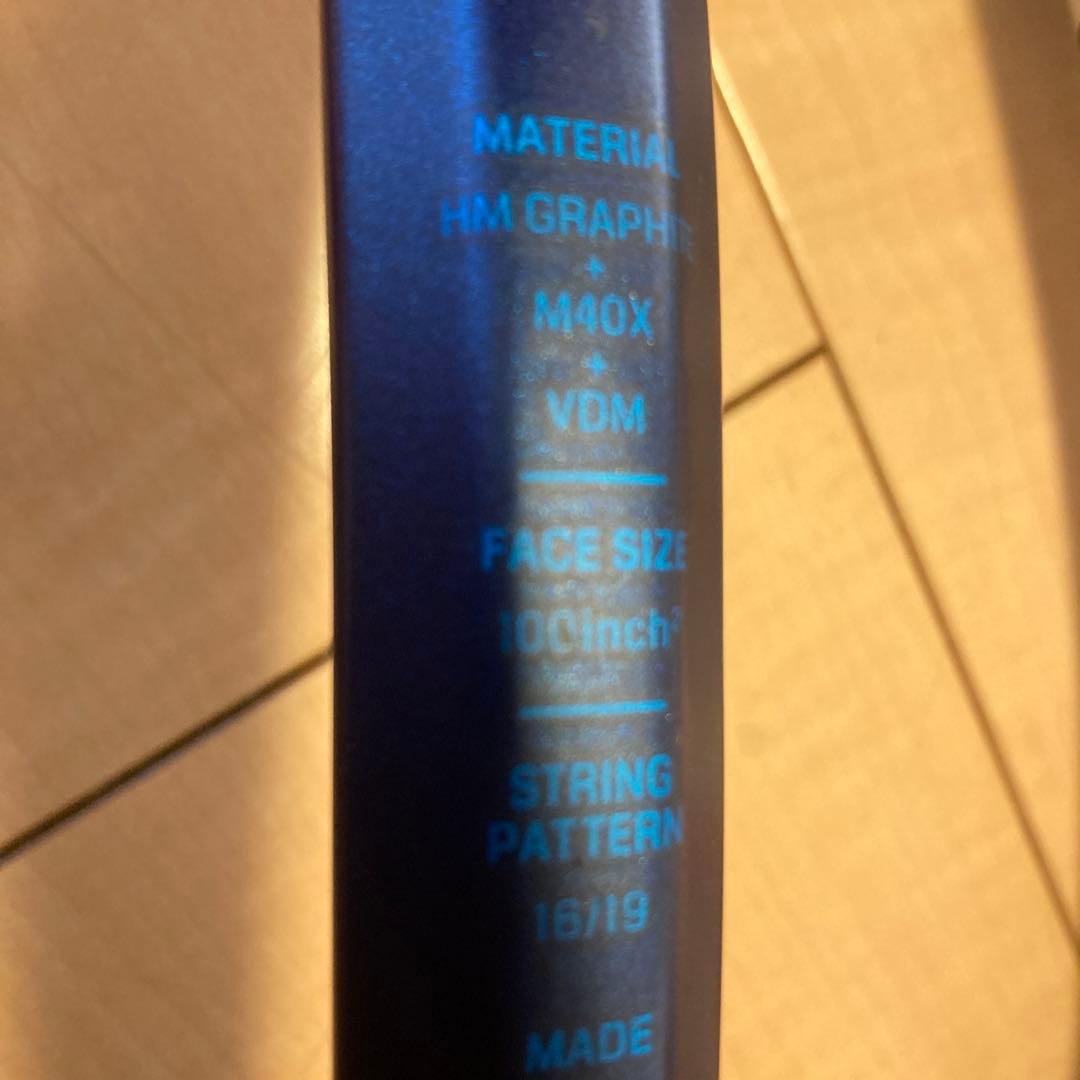 MATERIAL
HM GRAPHITE
+
M40X
+
VDM
FACE SIZE
100inch²
STRING
PATTERN
16/19
MADE